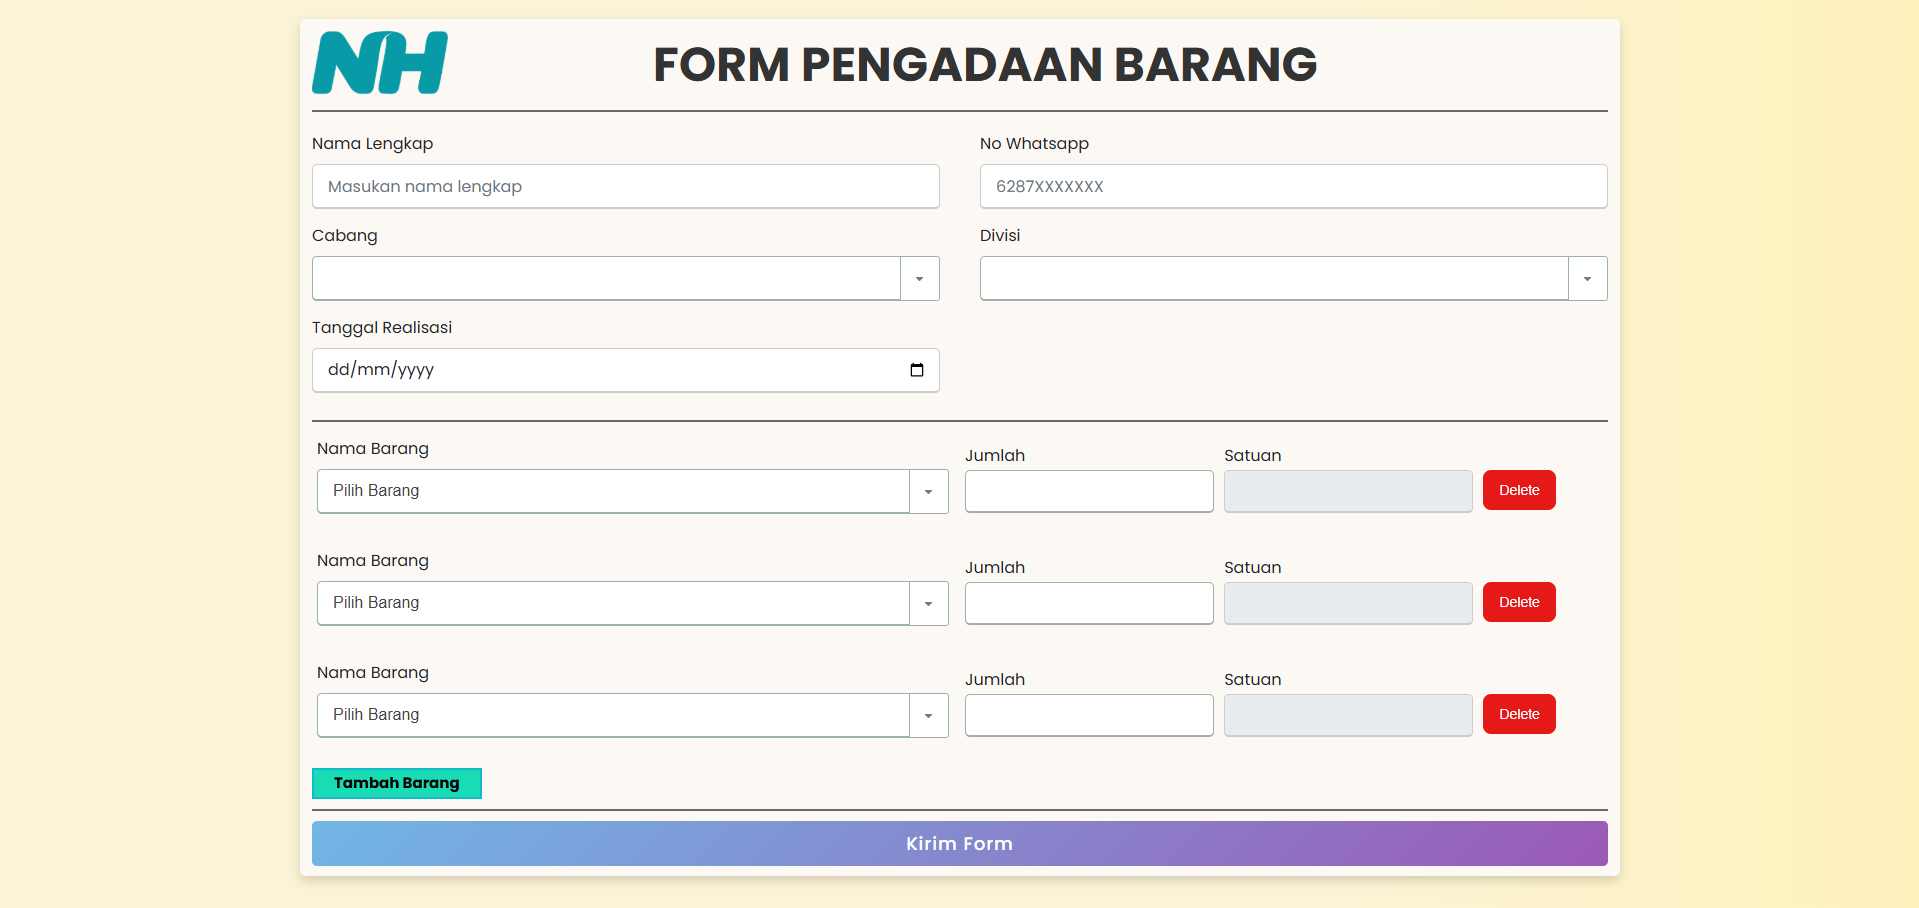 NH
FORM PENGADAAN BARANG
Nama Lengkap
No Whatsapp
Masukan nama lengkap
6287XXXXXXX
Cabang
Divisi
Tanggal Realisasi
dd/mm/yyyy
Nama Barang
Jumlah
Satuan
Pilih Barang
Delete
Nama Barang
Jumlah
Satuan
Pilih Barang
Delete
Nama Barang
Jumlah
Satuan
Pilih Barang
Delete
Tambah Barang
Kirim Form